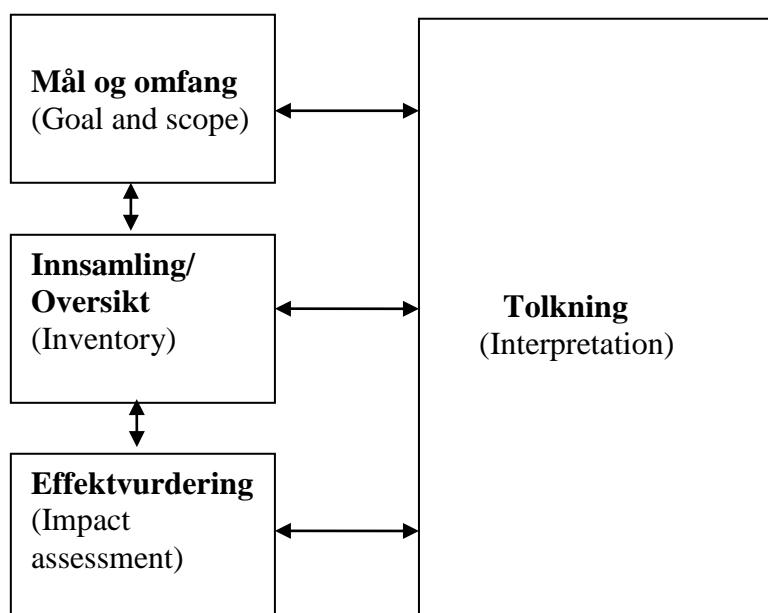 Mål og omfang
(Goal and scope)
Innsamling/
Oversikt
(Inventory)
Effektvurdering
(Impact
assessment)
Tolkning
(Interpretation)